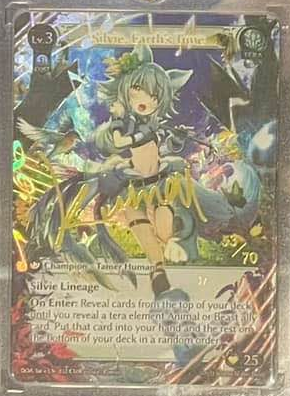 Lv.3 Silvie, Earth's Tune
TERA
53/70
Champion - Tamer Human
Silvie Lineage
On Enter: Reveal cards from the top of your deck
until you reveal a tera element Animal or Beast ally
card. Put that card into your hand and the rest on
the bottom of your deck in a random order.
25